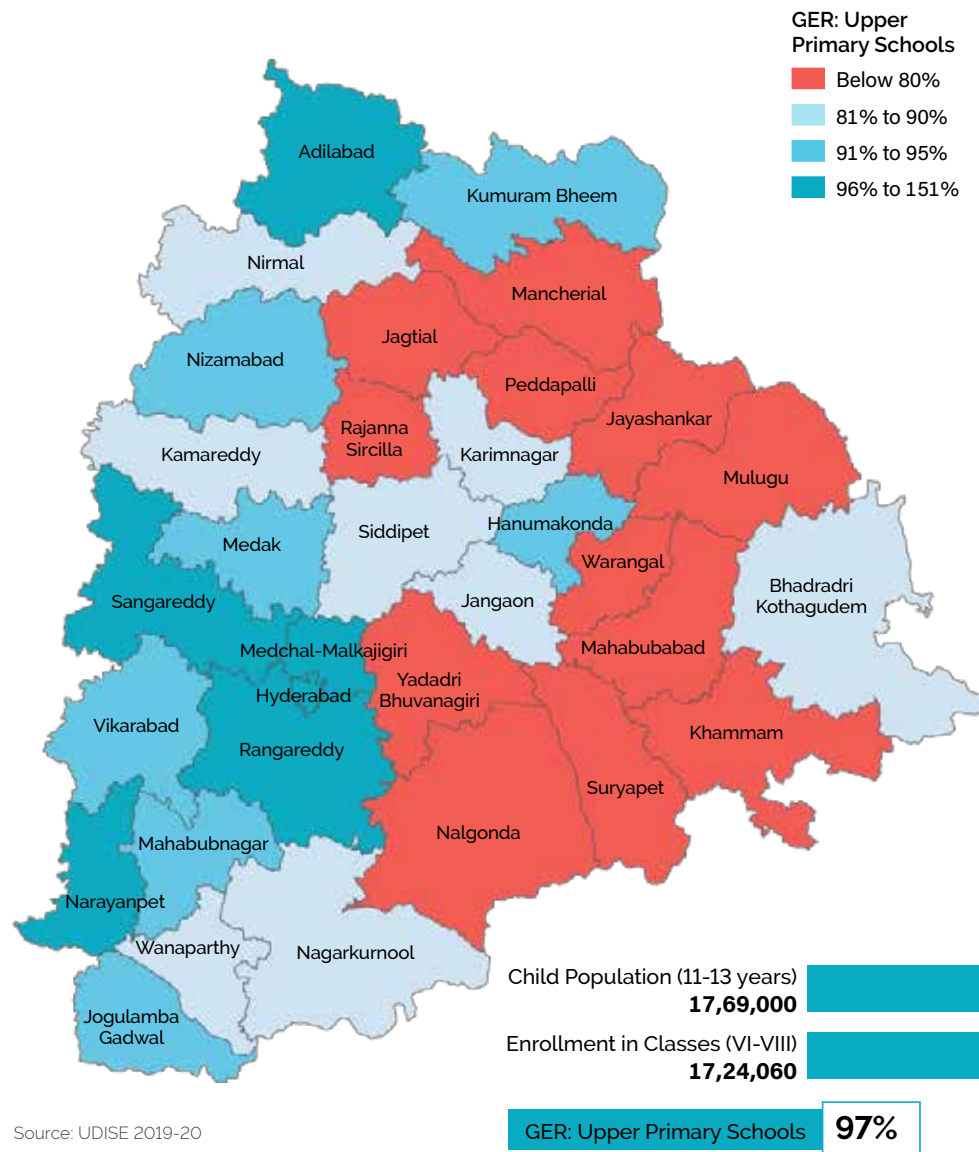 GER: Upper
Primary Schools
Below 80%
81% to 90%
91% to 95%
96% to 151%
Adilabad
Kumuram Bheem
Nirmal
Mancherial
Jagtial
Nizamabad
Peddapalli
Jayashankar
Rajanna
Sircilla
Karimnagar
Kamareddy
Mulugu
Hanumakonda
Siddipet
Medak
Warangal
Bhadradri
Kothagudem
Sangareddy
Jangaon
Medchal-Malkajigiri
Mahabubabad
Yadadri
Bhuvanagiri
Hyderabad
Vikarabad
Khammam
Rangareddy
Suryapet
Nalgonda
Mahabubnagar
Narayanpet
Wanaparthy
Nagarkurnool
Jogulamba
Gadwal
Child Population (11-13 years)
17,69,000
Enrollment in Classes (VI-VIII)
17,24,060
GER: Upper Primary Schools 97%
Source: UDISE 2019-20